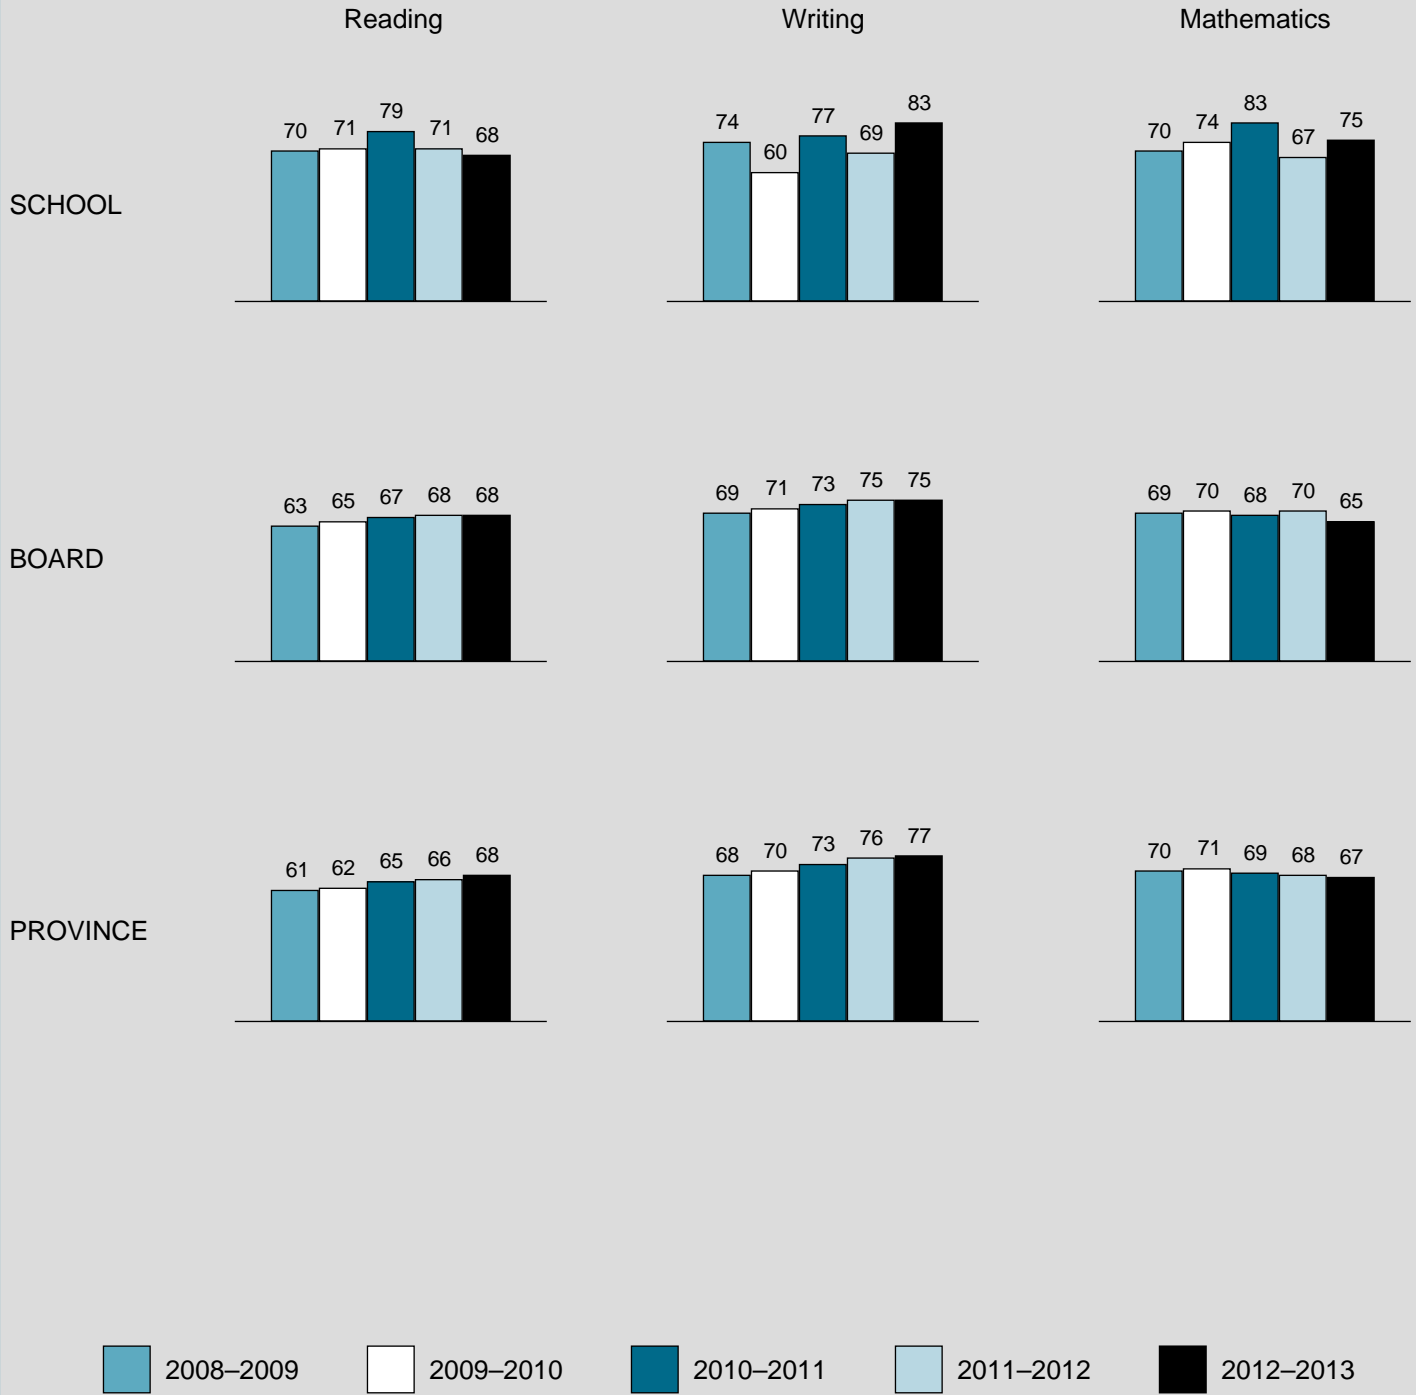 Reading Writing Mathematics
70 71 79 71 68 74 60 77 69 83 70 74 83 67 75
SCHOOL
63 65 67 68 68 69 71 73 75 75 69 70 68 70 65
BOARD
61 62 65 66 68 68 70 73 76 77 70 71 69 68 67
PROVINCE
2008–2009 2009–2010 2010–2011 2011–2012 2012–2013